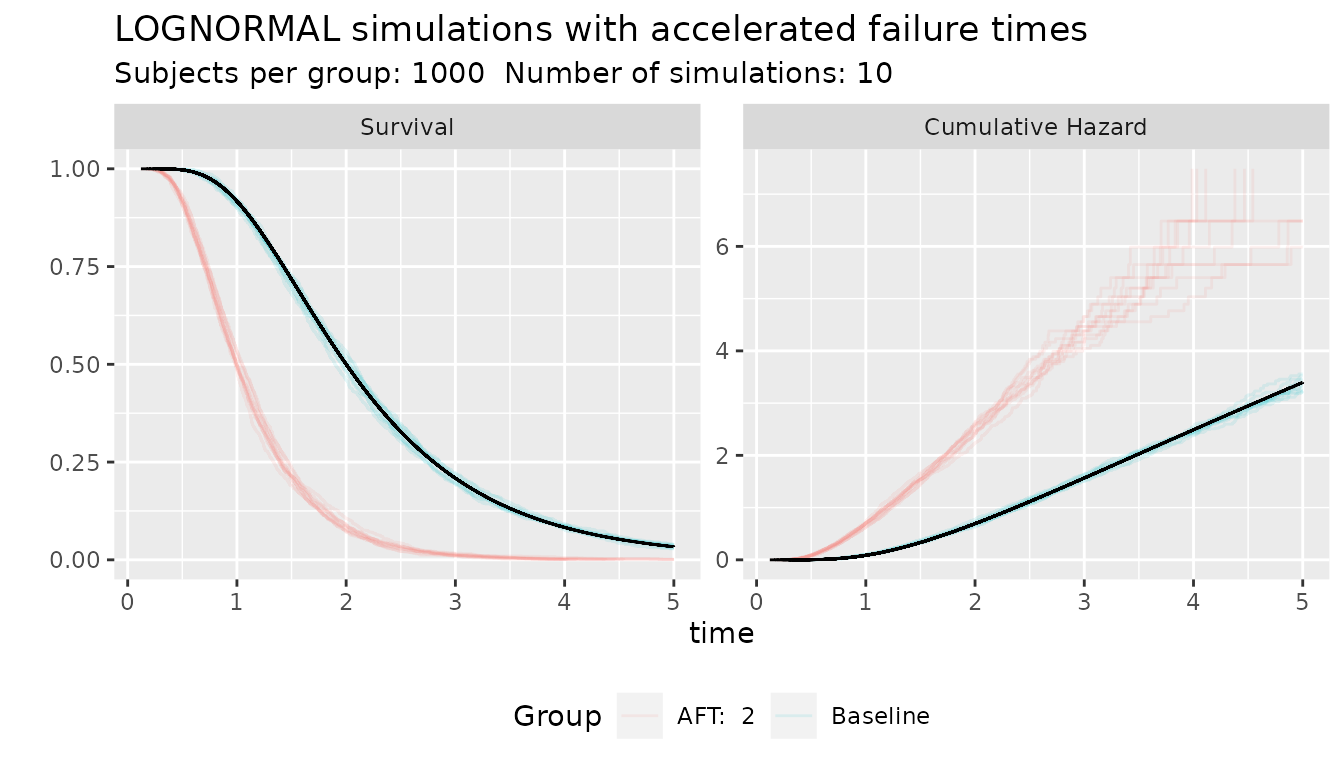 LOGNORMAL simulations with accelerated failure times
Subjects per group: 1000  Number of simulations: 10
Survival
Cumulative Hazard
1.00
0.75
0.50
0.25
0.00
6
4
2
0
0 1 2 3 4 5
0 1 2 3 4 5
time
Group AFT:  2 Baseline